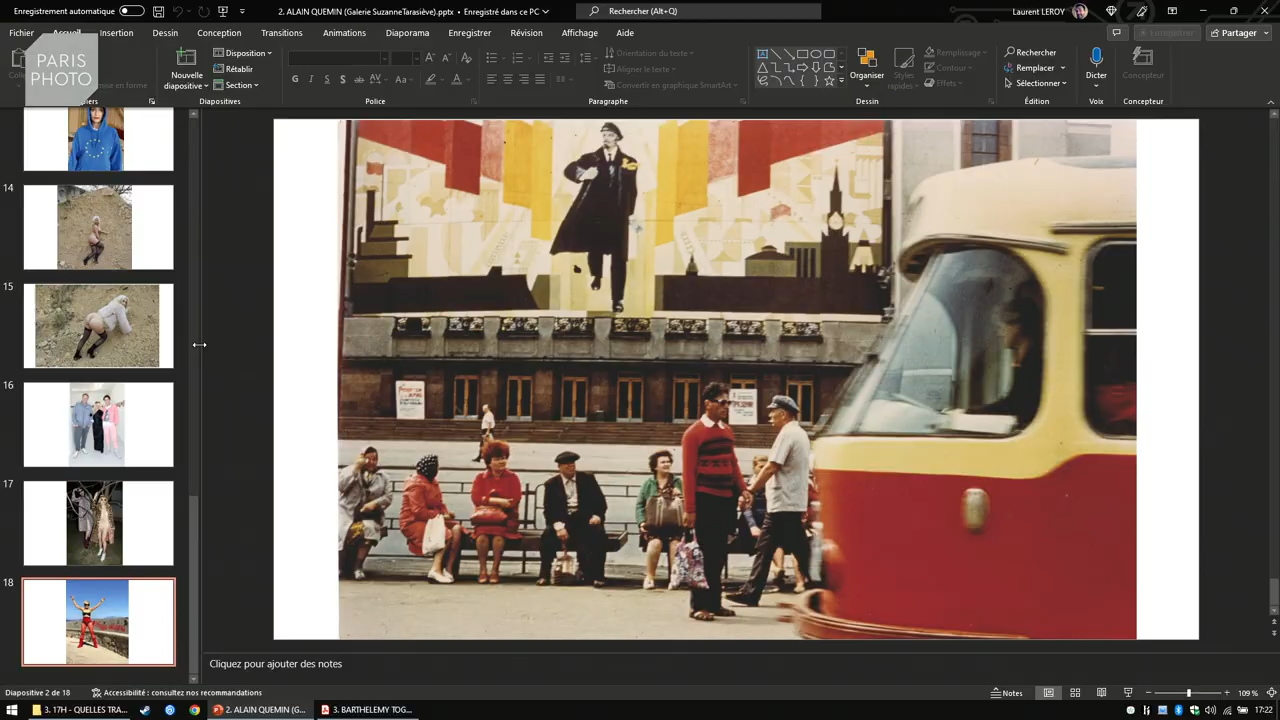 Enregistrement automatique
2. ALAIN QUEMIN (Galerie SuzanneTarasiève).pptx • Enregistré dans ce PC
Rechercher (Alt+Q)
Laurent LEROY
Fichier
Accueil
Insertion
Dessin
Conception
Transitions
Animations
Diaporama
Enregistrer
Révision
Affichage
Aide
Enregistrer
Partager
PARIS
PHOTO
Nouvelle
diapositive
Disposition
Rétablir
Section
Diapositives
G
I
S
S
Aa
Police
Orientation du texte
Aligner le texte
Convertir en graphique SmartArt
Paragraphe
Organiser
Styles
rapides
Remplissage
Contour
Effets
Dessin
Rechercher
Remplacer
Sélectionner
Édition
Dicter
Voix
Concepteur
Concepteur
14
15
16
17
18
Cliquez pour ajouter des notes
Diapositive 2 de 18
Accessibilité : consultez nos recommandations
Notes
109 %
3. 17H - QUELLES TRA...
2. ALAIN QUEMIN (G...
3. BARTHELEMY TOG...
17:22